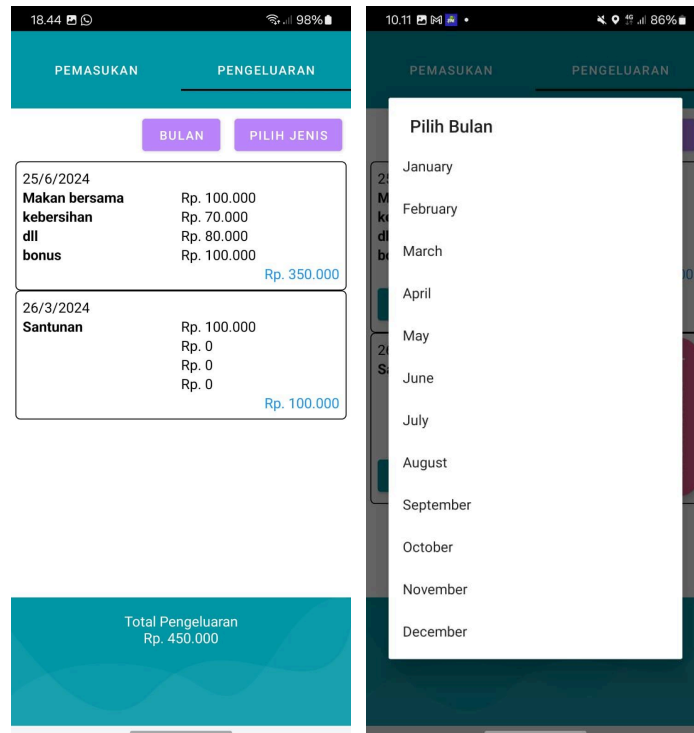 18.44 98%
PEMASUKAN PENGELUARAN
BULAN PILIH JENIS
25/6/2024
Makan bersama Rp. 100.000
kebersihan Rp. 70.000
dll Rp. 80.000
bonus Rp. 100.000
Rp. 350.000
26/3/2024
Santunan Rp. 100.000
Rp. 0
Rp. 0
Rp. 0
Rp. 100.000
Total Pengeluaran
Rp. 450.000
10.11 4G 86%
PEMASUKAN PENGELUARAN
Pilih Bulan
January
February
March
April
May
June
July
August
September
October
November
December